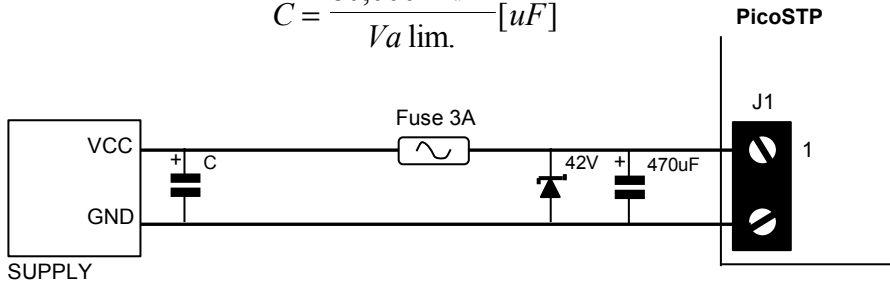 C = Va lim. [uF]
PicoSTP
J1
Fuse 3A
VCC
+ C
42V
+ 470uF
1
GND
SUPPLY